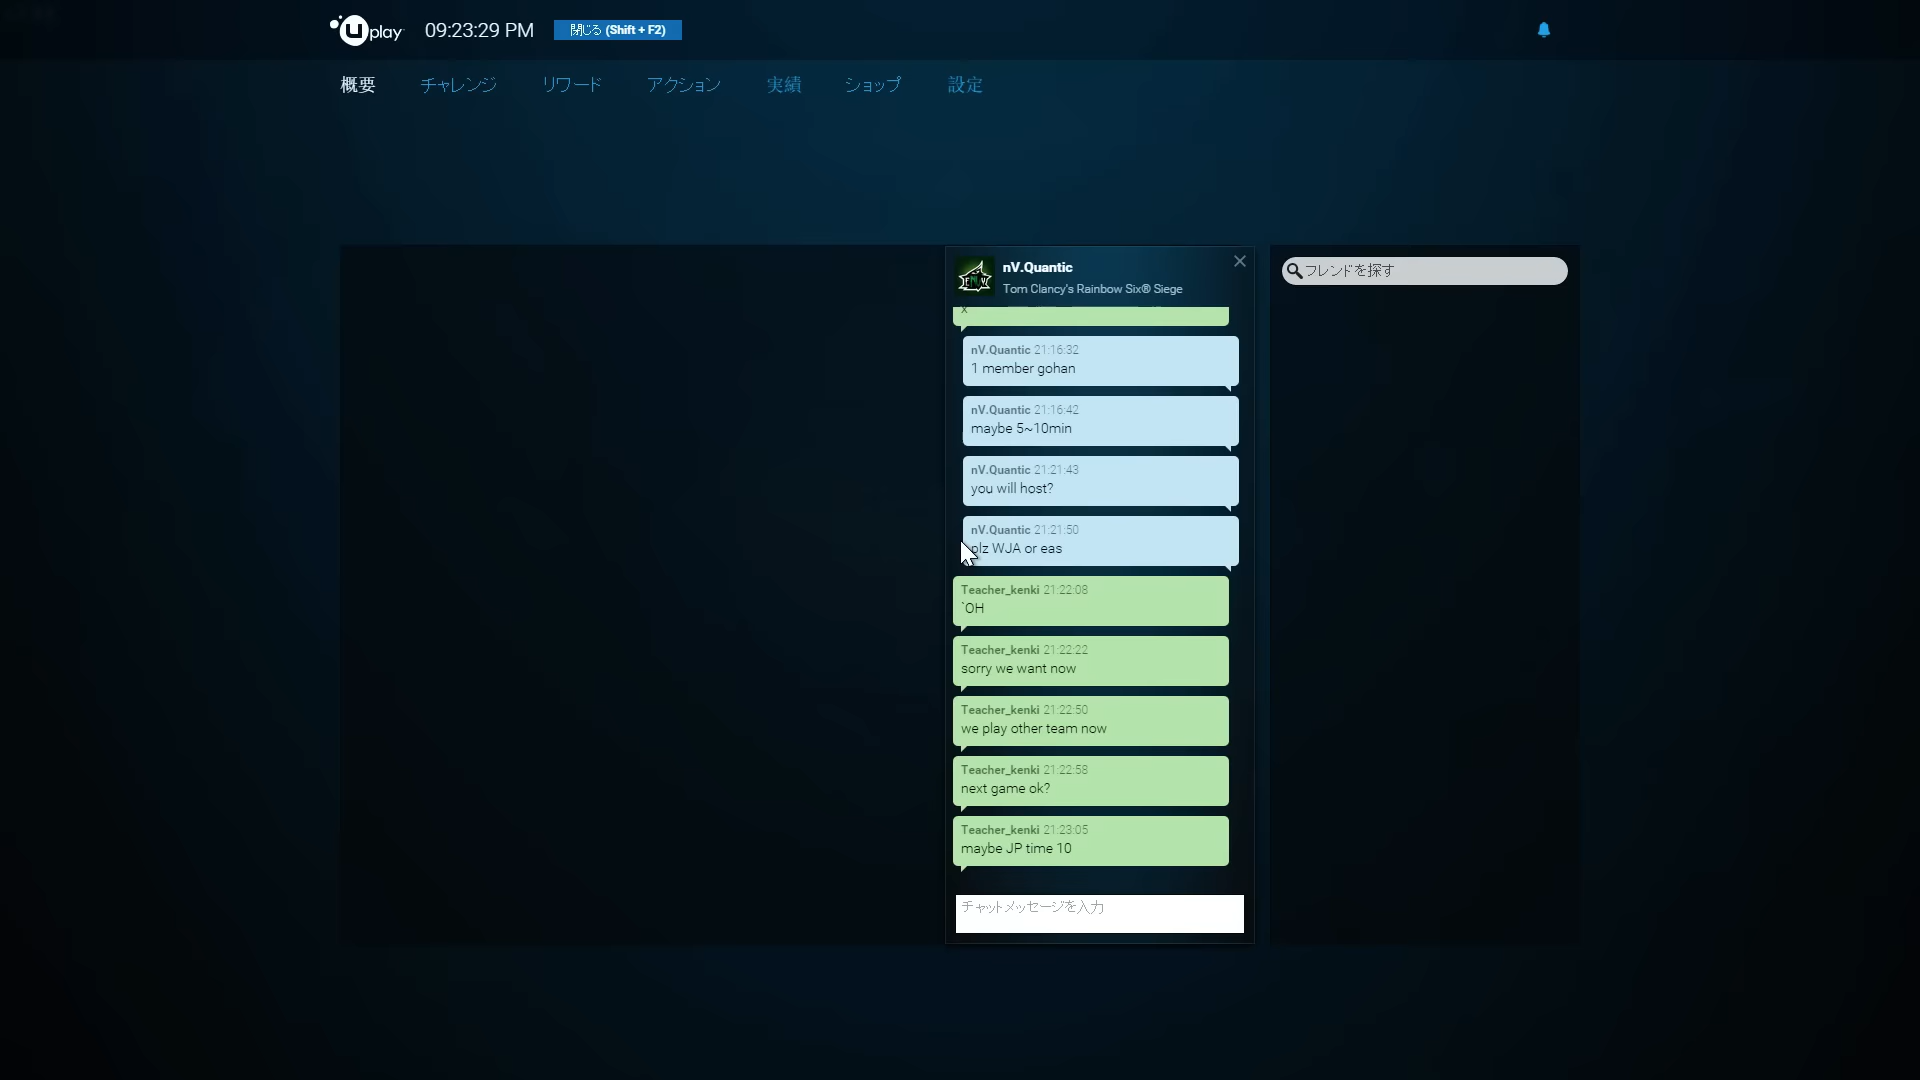 Uplay
09:23:29 PM
閉じる (Shift + F2)
概要
チャレンジ
リワード
アクション
実績
ショップ
設定
nV.Quantic
Tom Clancy's Rainbow Six® Siege
x
nV.Quantic 21:16:32
1 member gohan
nV.Quantic 21:16:42
maybe 5~10min
nV.Quantic 21:21:43
you will host?
nV.Quantic 21:21:50
plz WJA or eas
Teacher_kenki 21:22:08
`OH
Teacher_kenki 21:22:22
sorry we want now
Teacher_kenki 21:22:50
we play other team now
Teacher_kenki 21:22:58
next game ok?
Teacher_kenki 21:23:05
maybe JP time 10
チャットメッセージを入力
フレンドを探す